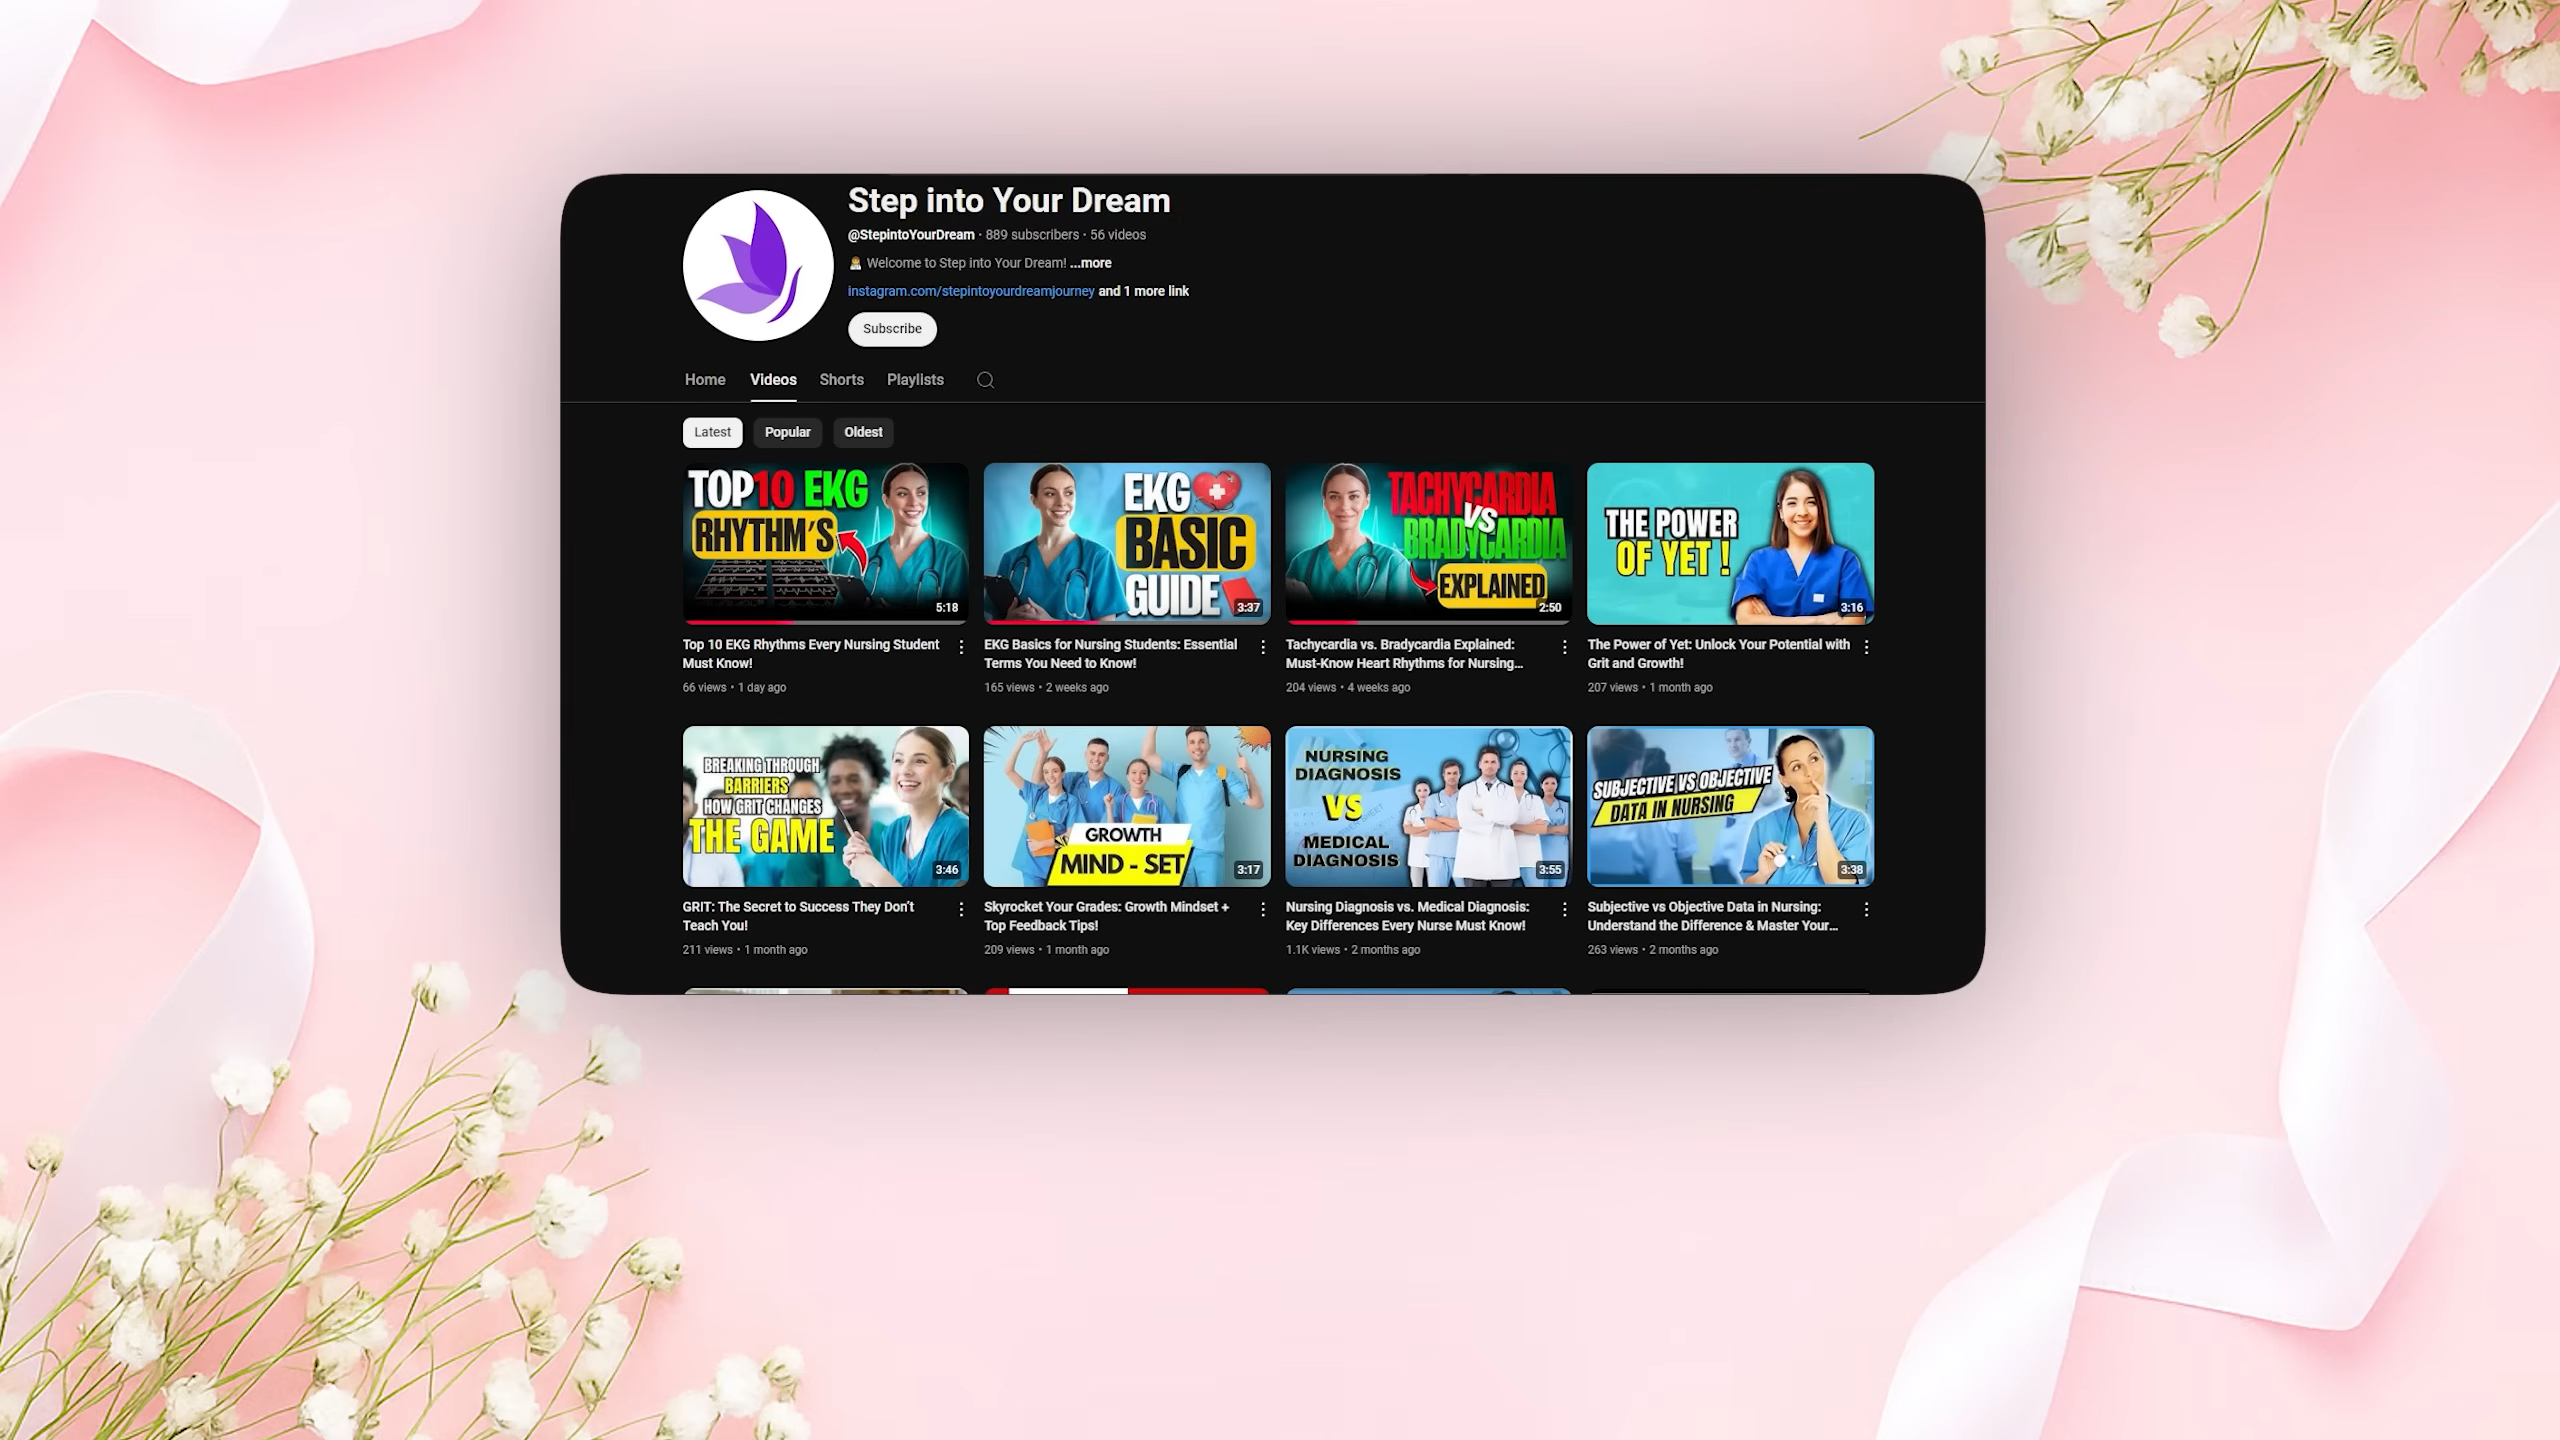 Step into Your Dream
@StepintoYourDream · 889 subscribers · 56 videos
Welcome to Step into Your Dream! ...more
instagram.com/stepintoyourdreamjourney and 1 more link
Subscribe
Home Videos Shorts Playlists
Latest Popular Oldest
TOP10 EKG
RHYTHM'S
5:18
EKG
BASIC
GUIDE
3:37
TACHYCARDIA
VS
BRADYCARDIA
EXPLAINED
2:50
THE POWER
OF YET !
3:16
Top 10 EKG Rhythms Every Nursing Student
Must Know!
66 views • 1 day ago
EKG Basics for Nursing Students: Essential
Terms You Need to Know!
165 views • 2 weeks ago
Tachycardia vs. Bradycardia Explained:
Must-Know Heart Rhythms for Nursing...
204 views • 4 weeks ago
The Power of Yet: Unlock Your Potential with
Grit and Growth!
207 views • 1 month ago
BREAKING THROUGH
BARRIERS
HOW GRIT CHANGES
THE GAME
3:46
GROWTH
MIND - SET
3:17
NURSING
DIAGNOSIS
VS
MEDICAL
DIAGNOSIS
3:55
SUBJECTIVE VS OBJECTIVE
DATA IN NURSING
3:38
GRIT: The Secret to Success They Don't
Teach You!
211 views • 1 month ago
Skyrocket Your Grades: Growth Mindset +
Top Feedback Tips!
209 views • 1 month ago
Nursing Diagnosis vs. Medical Diagnosis:
Key Differences Every Nurse Must Know!
1.1K views • 2 months ago
Subjective vs Objective Data in Nursing:
Understand the Difference & Master Your...
263 views • 2 months ago